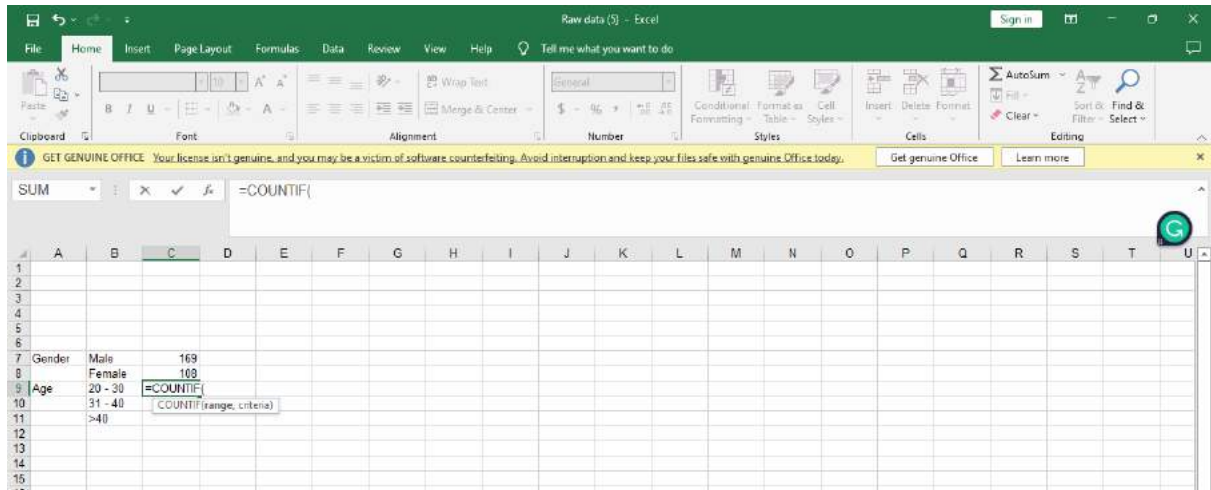 Raw data (5) - Excel
Sign in
File Home Insert Page Layout Formulas Data Review View Help Tell me what you want to do
Paste
10 A A Wrap Text General
B I U A Merge & Center $ - % , Conditional Formatting Format as Table Cell Styles Insert Delete Format
AutoSum
Fill
Clear
Sort & Filter Find & Select
Clipboard Font Alignment Number Styles Cells Editing
GET GENUINE OFFICE Your license isn't genuine, and you may be a victim of software counterfeiting. Avoid interruption and keep your files safe with genuine Office today. Get genuine Office Learn more
SUM fx =COUNTIF(
G
A B C D E F G H I J K L M N O P Q R S T U
1
2
3
4
5
6
7 Gender Male 169
8 Female 108
9 Age 20 - 30 =COUNTIF(
10 31 - 40 COUNTIF(range, criteria)
11 >40
12
13
14
15